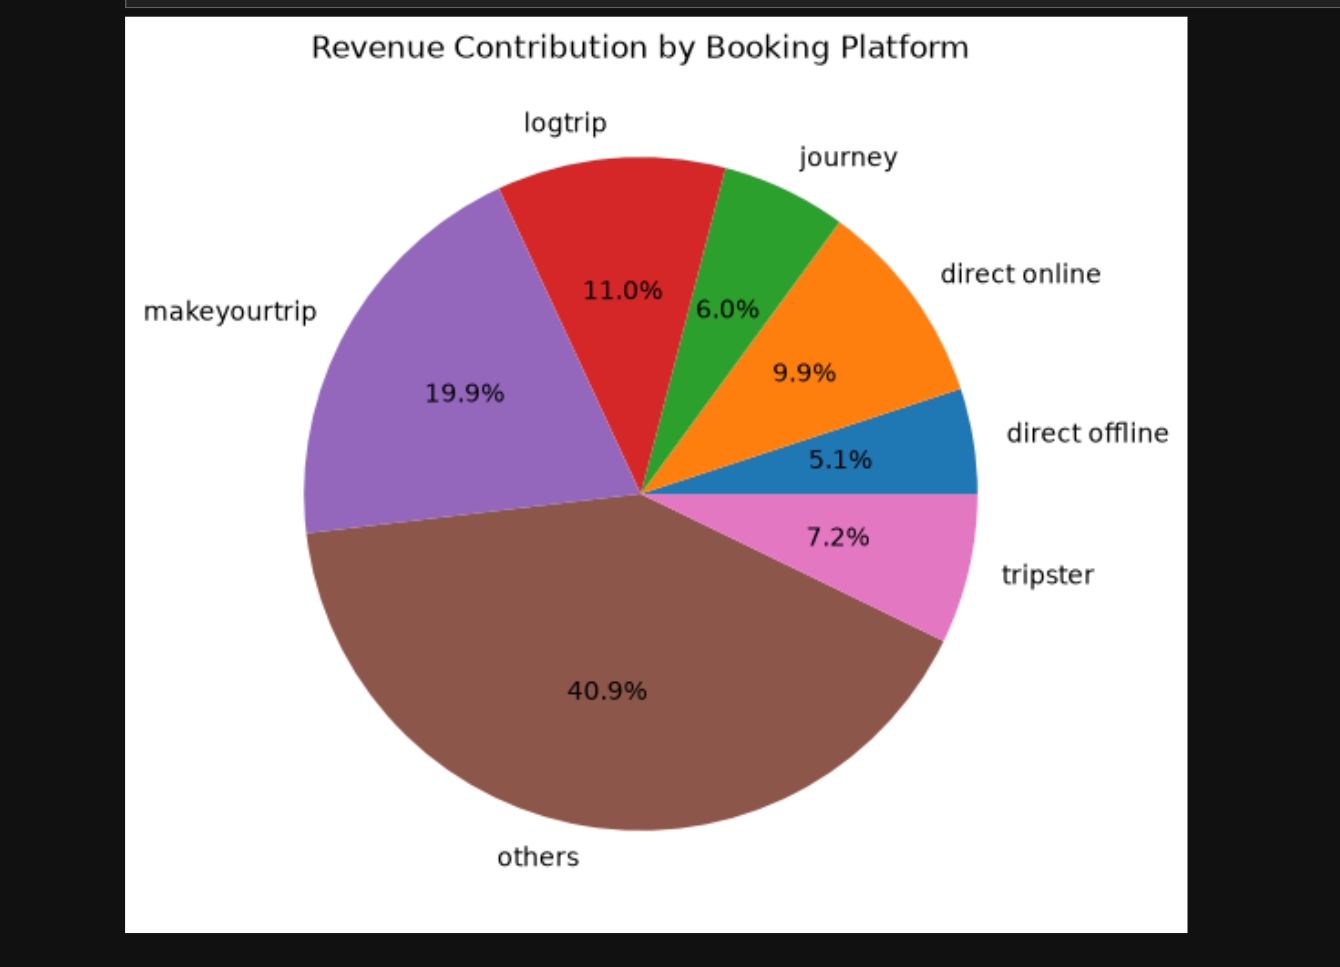 Revenue Contribution by Booking Platform
logtrip
journey
direct online
makeyourtrip
11.0%
6.0%
9.9%
19.9%
direct offline
5.1%
7.2%
tripster
40.9%
others